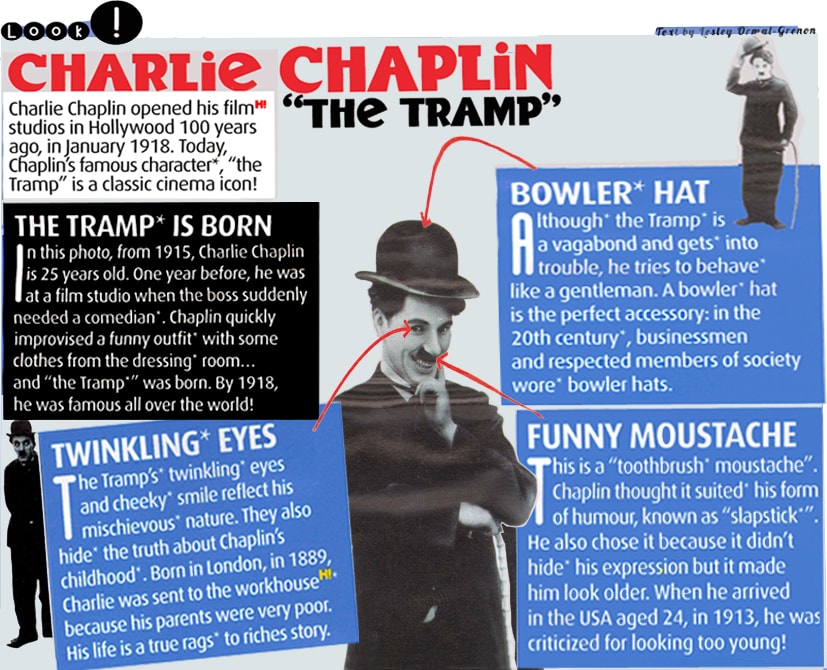 Look!
Text by Lesley Ormal-Grenon
CHARLIE CHAPLIN
"THE TRAMP"
Charlie Chaplin opened his film H!
studios in Hollywood 100 years
ago, in January 1918. Today,
Chaplin's famous character*, "the
Tramp" is a classic cinema icon!
THE TRAMP* IS BORN
In this photo, from 1915, Charlie Chaplin
is 25 years old. One year before, he was
at a film studio when the boss suddenly
needed a comedian*. Chaplin quickly
improvised a funny outfit* with some
clothes from the dressing* room...
and "the Tramp*" was born. By 1918,
he was famous all over the world!
BOWLER* HAT
Although* the Tramp* is
a vagabond and gets* into
trouble, he tries to behave*
like a gentleman. A bowler* hat
is the perfect accessory: in the
20th century*, businessmen
and respected members of society
wore* bowler hats.
TWINKLING* EYES
The Tramp's* twinkling* eyes
and cheeky* smile reflect his
mischievous* nature. They also
hide* the truth about Chaplin's
childhood*. Born in London, in 1889,
Charlie was sent to the workhouse H!*
because his parents were very poor.
His life is a true rags* to riches story.
FUNNY MOUSTACHE
This is a "toothbrush* moustache".
Chaplin thought it suited* his form
of humour, known as "slapstick*".
He also chose it because it didn't
hide* his expression but it made
him look older. When he arrived
in the USA aged 24, in 1913, he was
criticized for looking too young!